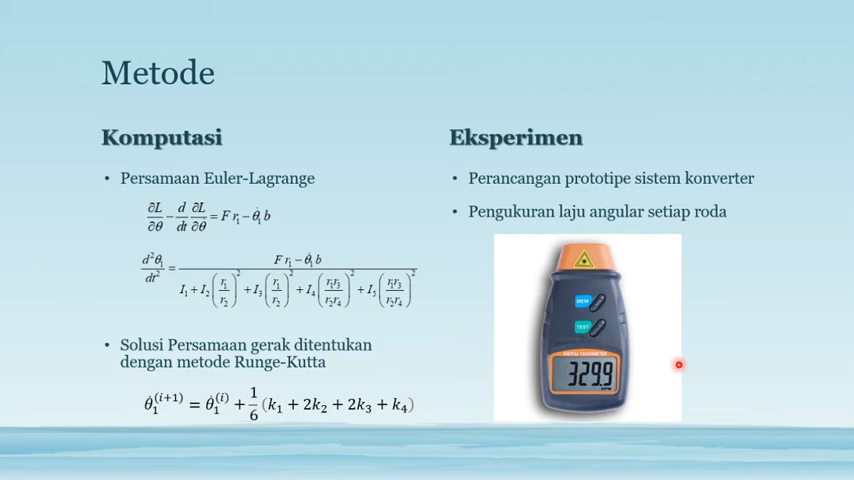 Metode
Komputasi
• Persamaan Euler-Lagrange
∂L/∂θ − d/dt ∂L/∂θ̇ = F r₁ − θ̇₁ b
d²θ₁/dt² = (F r₁ − θ̇₁ b) / (I₁ + I₂(r₁/r₂)² + I₃(r₁/r₂)² + I₄(r₁r₃/r₂r₄)² + I₅(r₁r₃/r₂r₄)²)
• Solusi Persamaan gerak ditentukan
dengan metode Runge-Kutta
θ̇₁⁽ⁱ⁺¹⁾ = θ̇₁⁽ⁱ⁾ + 1/6 (k₁ + 2k₂ + 2k₃ + k₄)
Eksperimen
• Perancangan prototipe sistem konverter
• Pengukuran laju angular setiap roda
MEM
TEST
DIGITAL TACHOMETER
329.9
RPM